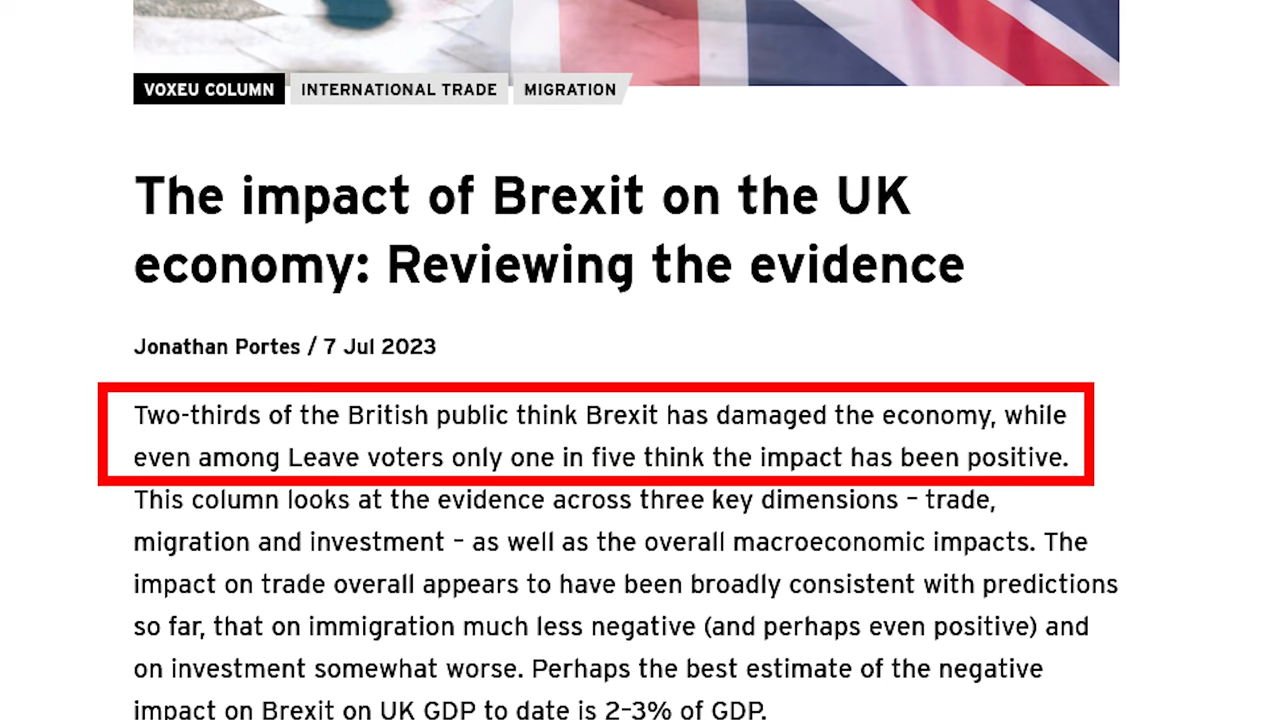 VOXEU COLUMN INTERNATIONAL TRADE MIGRATION
The impact of Brexit on the UK
economy: Reviewing the evidence
Jonathan Portes / 7 Jul 2023
Two-thirds of the British public think Brexit has damaged the economy, while
even among Leave voters only one in five think the impact has been positive.
This column looks at the evidence across three key dimensions – trade,
migration and investment – as well as the overall macroeconomic impacts. The
impact on trade overall appears to have been broadly consistent with predictions
so far, that on immigration much less negative (and perhaps even positive) and
on investment somewhat worse. Perhaps the best estimate of the negative
impact on Brexit on UK GDP to date is 2–3% of GDP.